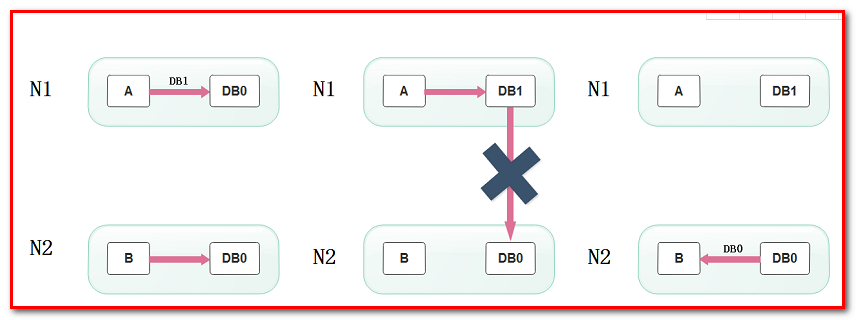 DB1
N1 A DB0 N1 A DB1 N1 A DB1
N2 B DB0 N2 B DB0 N2 B DB0 DB0